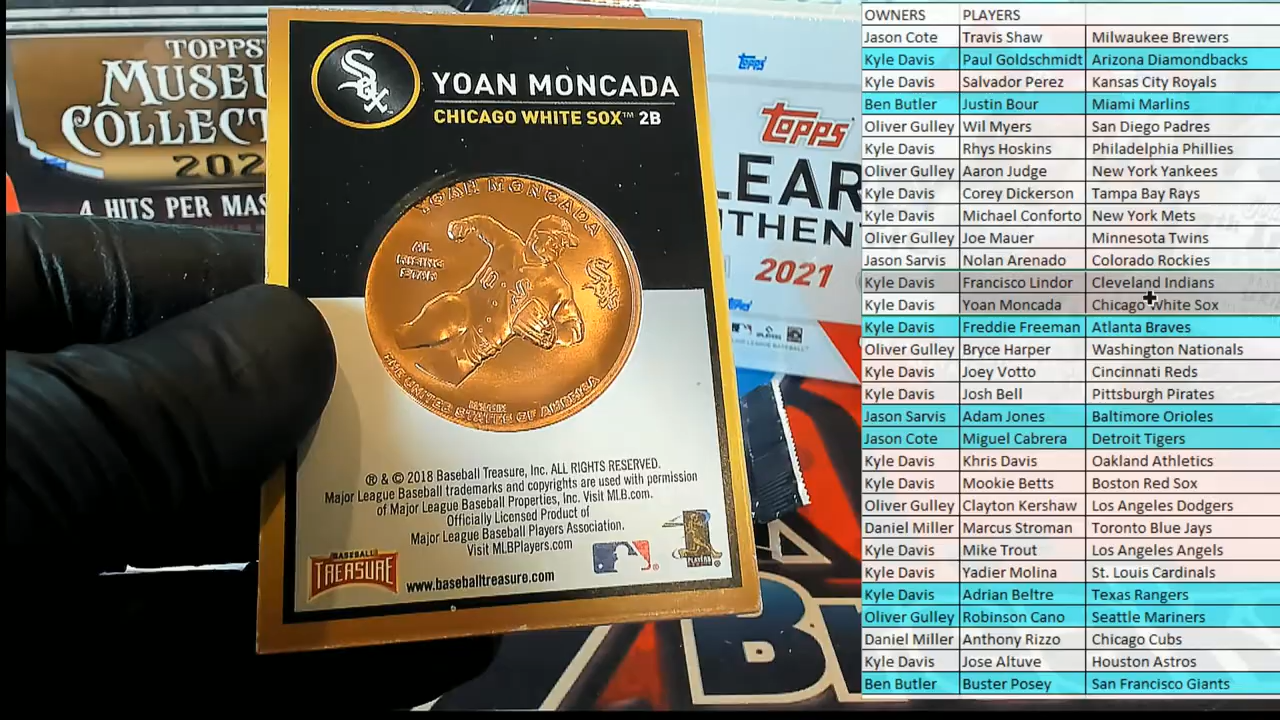 TOPPS
MUSEU
COLLECT
202
4 HITS PER MAS
Sox
YOAN MONCADA
CHICAGO WHITE SOX™ 2B
YOAN MONCADA
AL
RISING
STAR
Sox
THE UNITED STATES OF AMERICA
® & © 2018 Baseball Treasure, Inc. ALL RIGHTS RESERVED.
Major League Baseball trademarks and copyrights are used with permission
of Major League Baseball Properties, Inc. Visit MLB.com.
Officially Licensed Product of
Major League Baseball Players Association.
Visit MLBPlayers.com
BASEBALL
TREASURE
www.baseballtreasure.com
PLAYERS
topps
topps
LEAR
UTHEN
2021
topps
B
OWNERS PLAYERS
Jason Cote Travis Shaw Milwaukee Brewers
Kyle Davis Paul Goldschmidt Arizona Diamondbacks
Kyle Davis Salvador Perez Kansas City Royals
Ben Butler Justin Bour Miami Marlins
Oliver Gulley Wil Myers San Diego Padres
Kyle Davis Rhys Hoskins Philadelphia Phillies
Oliver Gulley Aaron Judge New York Yankees
Kyle Davis Corey Dickerson Tampa Bay Rays
Kyle Davis Michael Conforto New York Mets
Oliver Gulley Joe Mauer Minnesota Twins
Jason Sarvis Nolan Arenado Colorado Rockies
Kyle Davis Francisco Lindor Cleveland Indians
Kyle Davis Yoan Moncada Chicago White Sox
Kyle Davis Freddie Freeman Atlanta Braves
Oliver Gulley Bryce Harper Washington Nationals
Kyle Davis Joey Votto Cincinnati Reds
Kyle Davis Josh Bell Pittsburgh Pirates
Jason Sarvis Adam Jones Baltimore Orioles
Jason Cote Miguel Cabrera Detroit Tigers
Kyle Davis Khris Davis Oakland Athletics
Kyle Davis Mookie Betts Boston Red Sox
Oliver Gulley Clayton Kershaw Los Angeles Dodgers
Daniel Miller Marcus Stroman Toronto Blue Jays
Kyle Davis Mike Trout Los Angeles Angels
Kyle Davis Yadier Molina St. Louis Cardinals
Kyle Davis Adrian Beltre Texas Rangers
Oliver Gulley Robinson Cano Seattle Mariners
Daniel Miller Anthony Rizzo Chicago Cubs
Kyle Davis Jose Altuve Houston Astros
Ben Butler Buster Posey San Francisco Giants